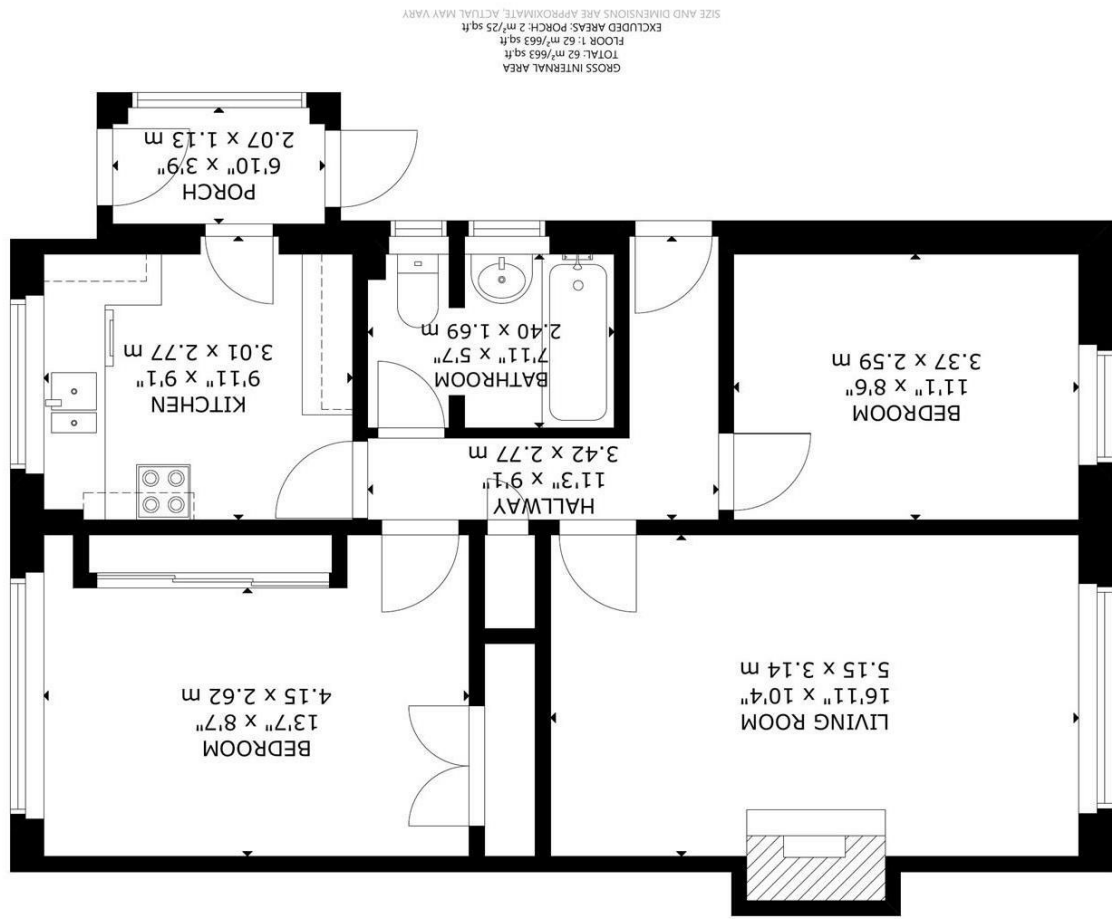 LIVING ROOM
16'11" x 10'4"
5.15 x 3.14 m
BEDROOM
13'7" x 8'7"
4.15 x 2.62 m
HALLWAY
11'3" x 9'1"
3.42 x 2.77 m
BEDROOM
11'1" x 8'6"
3.37 x 2.59 m
BATHROOM
7'11" x 5'7"
2.40 x 1.69 m
KITCHEN
9'11" x 9'1"
3.01 x 2.77 m
PORCH
6'10" x 3'9"
2.07 x 1.13 m
GROSS INTERNAL AREA
TOTAL: 62 m²/663 sq.ft
FLOOR 1: 62 m²/663 sq.ft
EXCLUDED AREAS: PORCH: 2 m²/25 sq.ft
SIZE AND DIMENSIONS ARE APPROXIMATE, ACTUAL MAY VARY